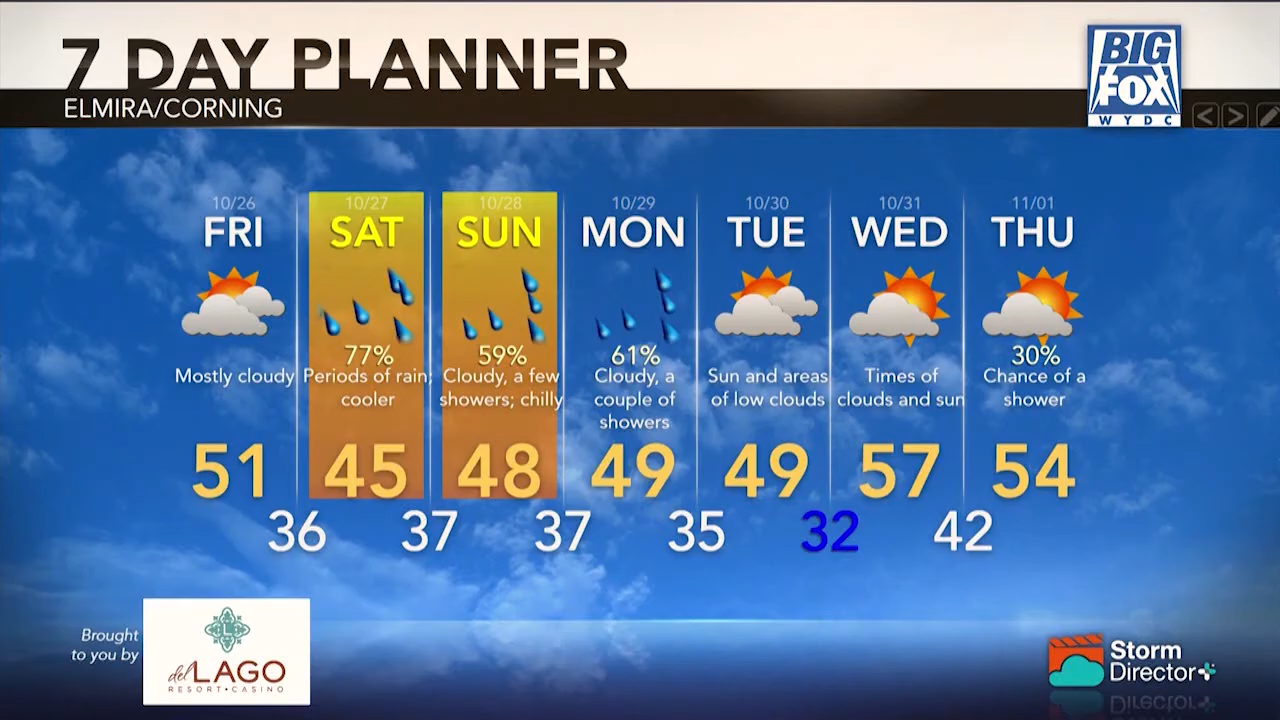 7 DAY PLANNER
ELMIRA/CORNING
BIG
FOX
WYDC
10/26
FRI
Mostly cloudy
51
10/27
SAT
77%
Periods of rain;
cooler
45
10/28
SUN
59%
Cloudy, a few
showers; chilly
48
10/29
MON
61%
Cloudy, a
couple of
showers
49
10/30
TUE
Sun and areas
of low clouds
49
10/31
WED
Times of
clouds and sun
57
11/01
THU
30%
Chance of a
shower
54
36
37
37
35
32
42
Brought
to you by
L
del LAGO
RESORT•CASINO
Storm
Director+